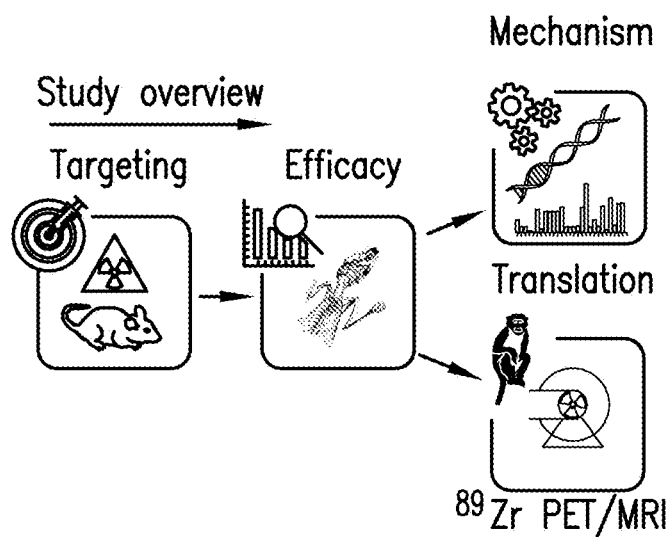 Mechanism
Study overview
Targeting
Efficacy
Translation
⁸⁹Zr PET/MRI